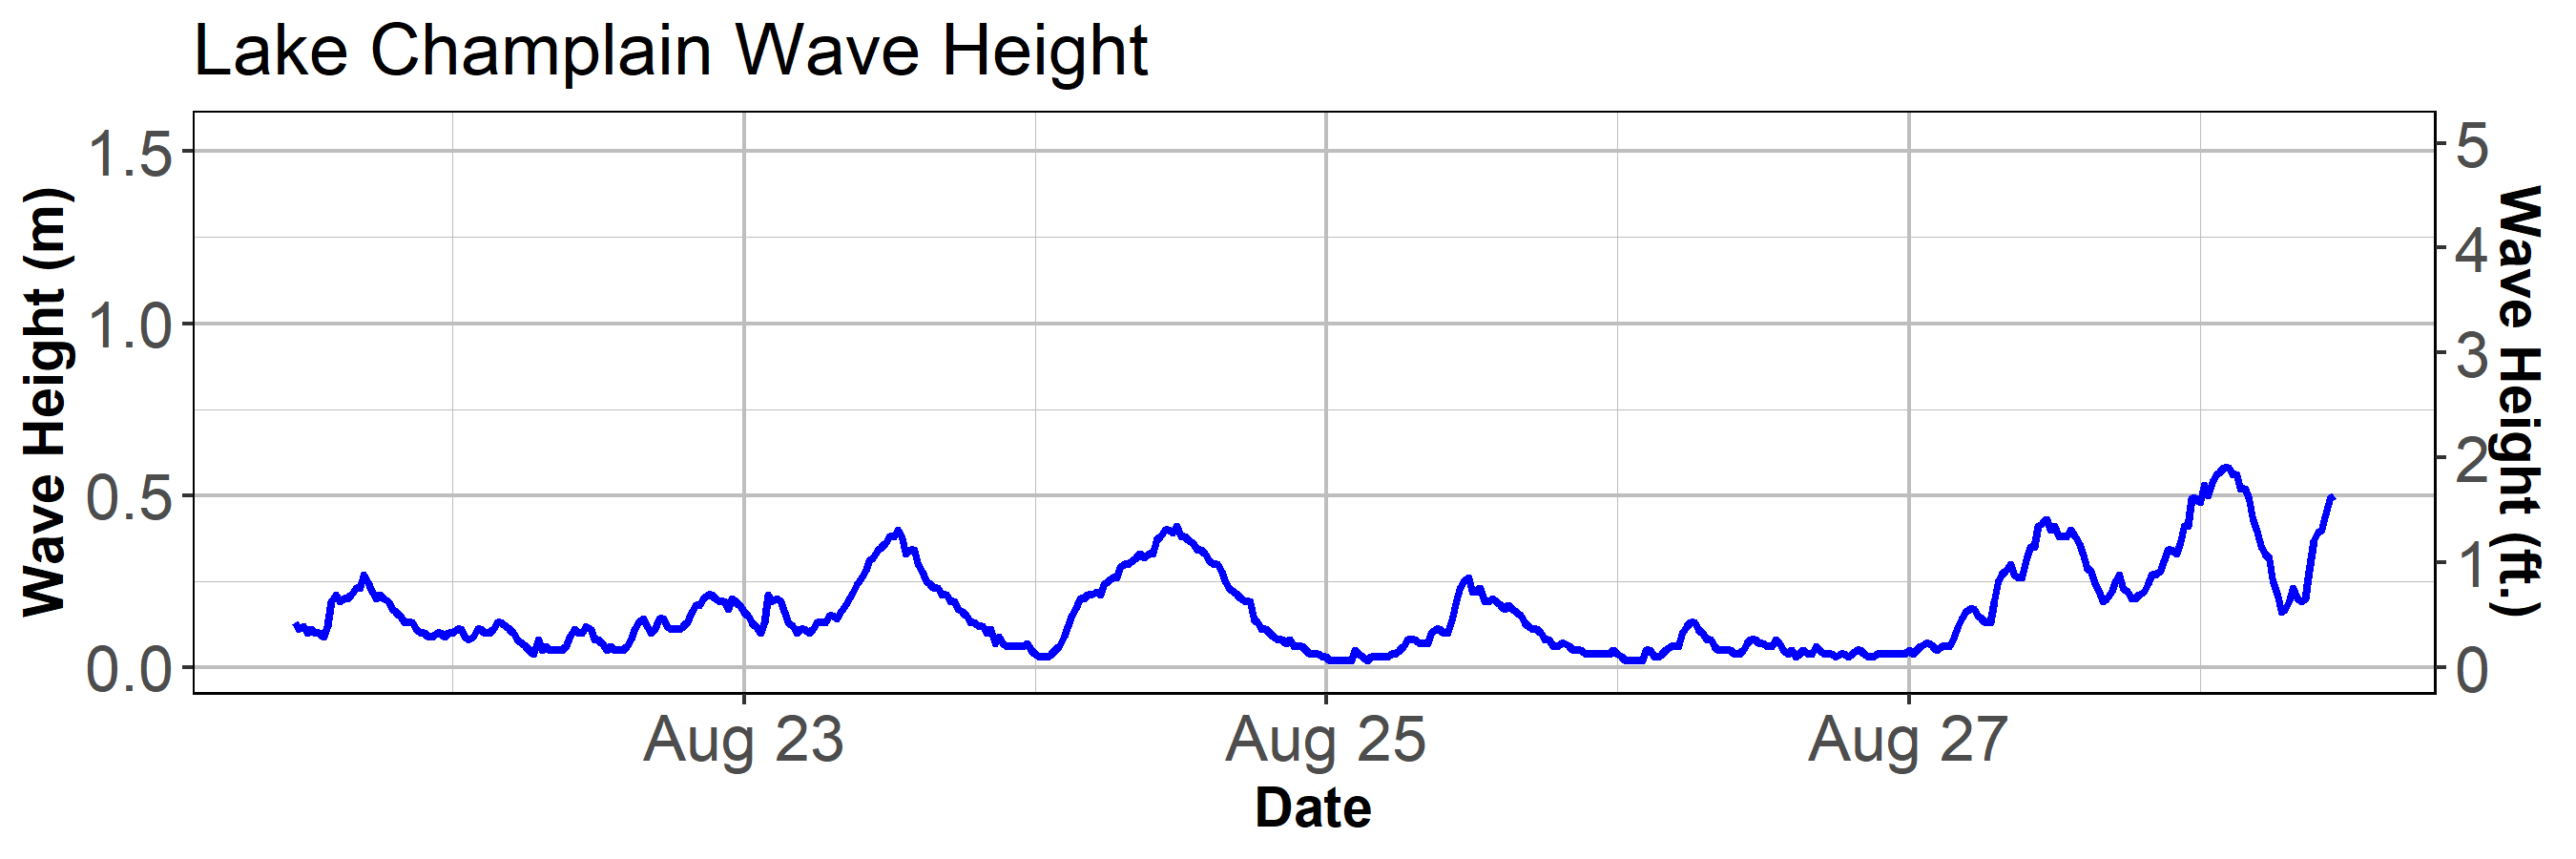 Lake Champlain Wave Height
Wave Height (m)
1.5
1.0
0.5
0.0
5
4
3
2
1
0
Wave Height (ft.)
Aug 23
Aug 25
Aug 27
Date